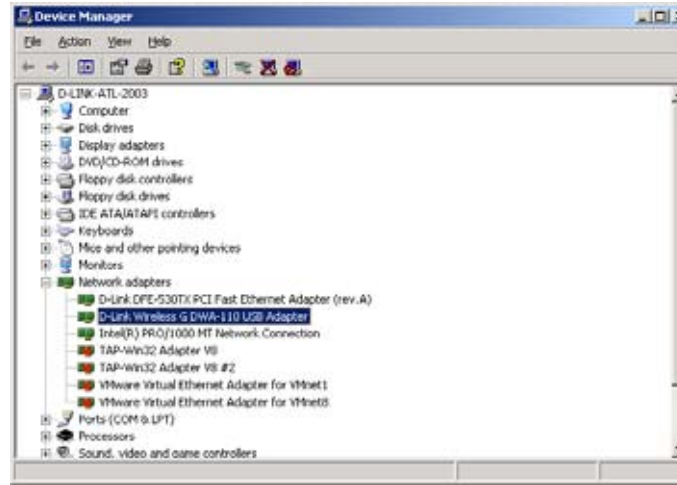 Device Manager
File Action View Help
D-LINK-ATL-2003
Computer
Disk drives
Display adapters
DVD/CD-ROM drives
Floppy disk controllers
Floppy disk drives
IDE ATA/ATAPI controllers
Keyboards
Mice and other pointing devices
Monitors
Network adapters
D-Link DFE-530TX PCI Fast Ethernet Adapter (rev.A)
D-Link Wireless G DWA-110 USB Adapter
Intel(R) PRO/1000 MT Network Connection
TAP-Win32 Adapter V8
TAP-Win32 Adapter V8 #2
VMware Virtual Ethernet Adapter for VMnet1
VMware Virtual Ethernet Adapter for VMnet8
Ports (COM & LPT)
Processors
Sound, video and game controllers